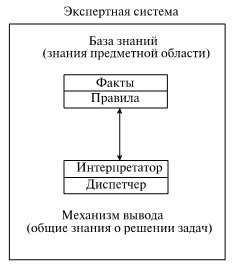 Экспертная система
База знаний
(знания предметной области)
Факты
Правила
Интерпретатор
Диспетчер
Механизм вывода
(общие знания о решении задач)